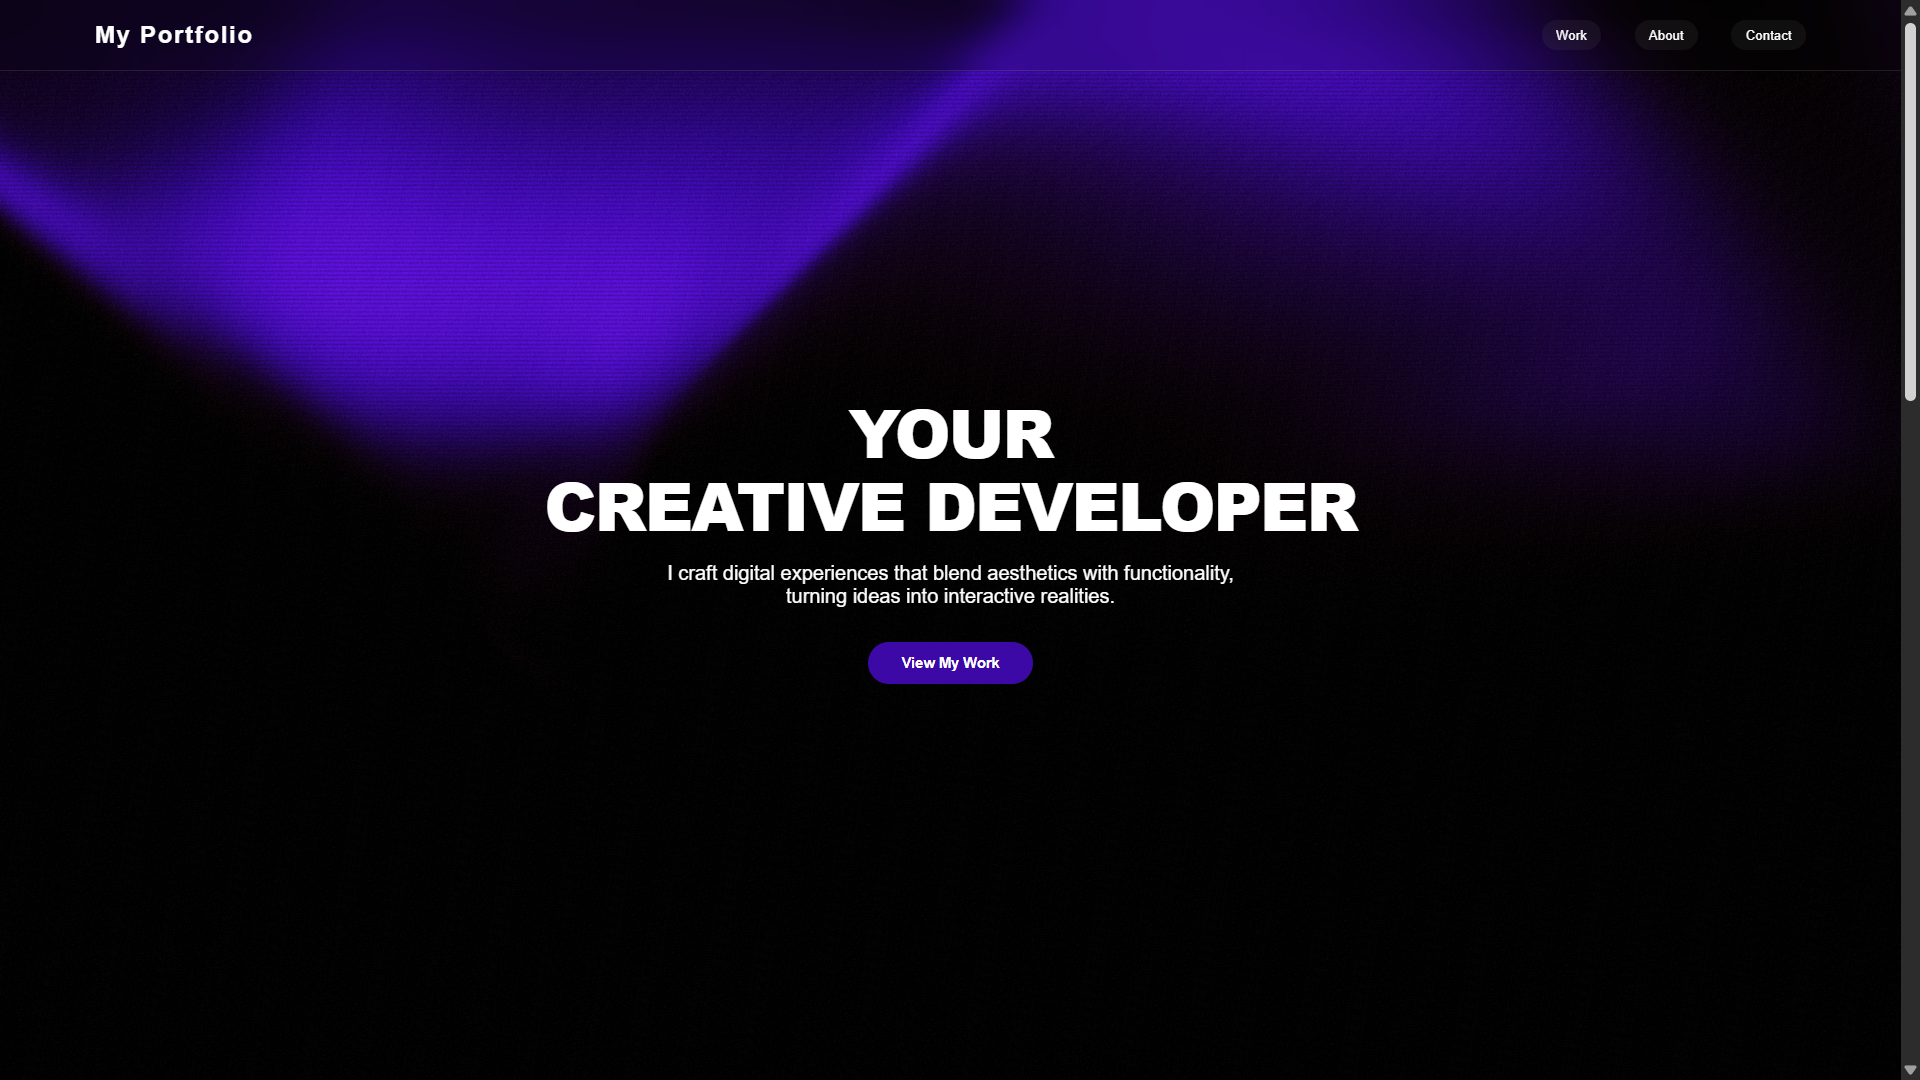 My Portfolio
Work
About
Contact
YOUR
CREATIVE DEVELOPER
I craft digital experiences that blend aesthetics with functionality,
turning ideas into interactive realities.
View My Work